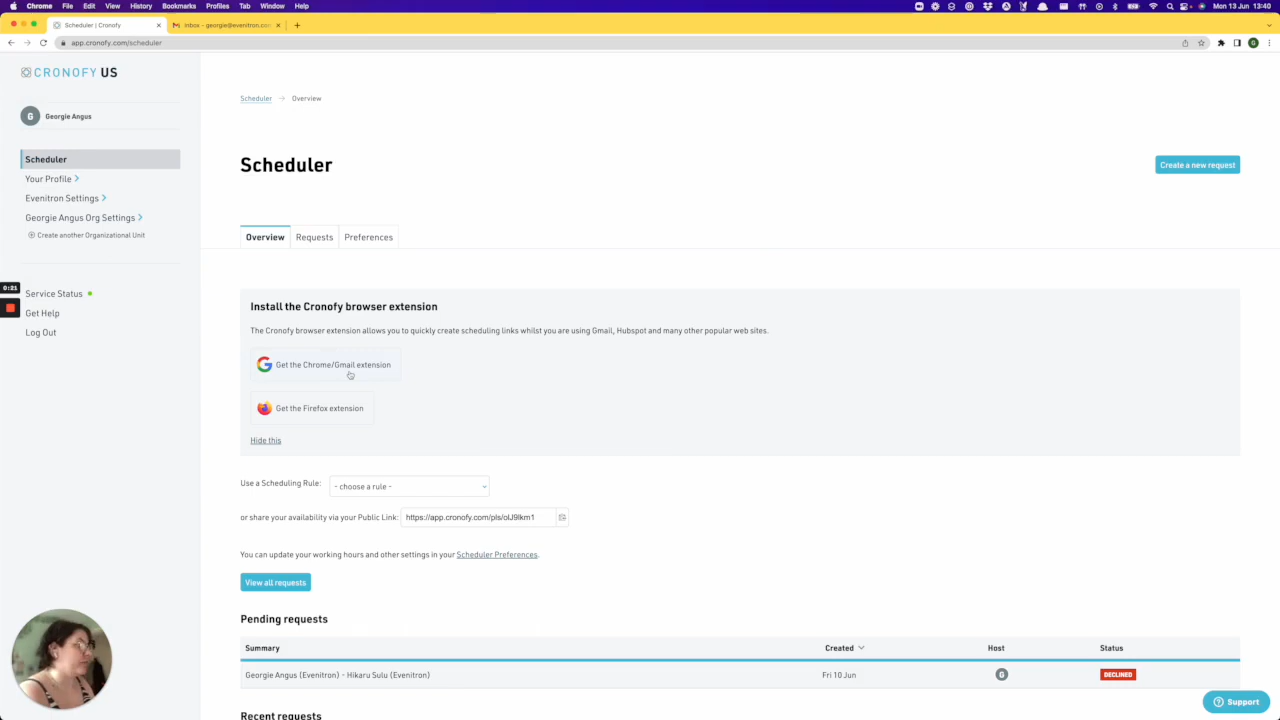 Chrome File Edit View History Bookmarks Profiles Tab Window Help
Mon 13 Jun 13:40
Scheduler | Cronofy
Inbox - georgie@evenitron.co
app.cronofy.com/scheduler
G
CRONOFY US
G Georgie Angus
Scheduler
Your Profile
Evenitron Settings
Georgie Angus Org Settings
Create another Organizational Unit
0:21
Service Status
Get Help
Log Out
Scheduler → Overview
Scheduler
Create a new request
Overview Requests Preferences
Install the Cronofy browser extension
The Cronofy browser extension allows you to quickly create scheduling links whilst you are using Gmail, Hubspot and many other popular web sites.
Get the Chrome/Gmail extension
Get the Firefox extension
Hide this
Use a Scheduling Rule: - choose a rule -
or share your availability via your Public Link: https://app.cronofy.com/pls/oIJ9lkm1
You can update your working hours and other settings in your Scheduler Preferences.
View all requests
Pending requests
Summary Created Host Status
Georgie Angus (Evenitron) - Hikaru Sulu (Evenitron) Fri 10 Jun G DECLINED
Recent requests
Support